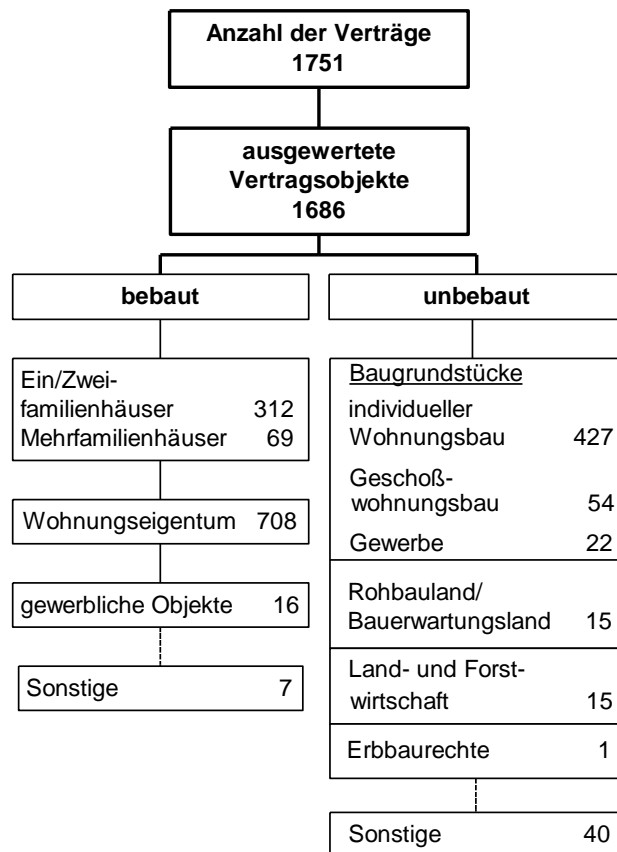 Anzahl der Verträge
1751
ausgewertete
Vertragsobjekte
1686
bebaut
Ein/Zwei-
familienhäuser 312
Mehrfamilienhäuser 69
Wohnungseigentum 708
gewerbliche Objekte 16
Sonstige 7
unbebaut
Baugrundstücke
individueller
Wohnungsbau 427
Geschoß-
wohnungsbau 54
Gewerbe 22
Rohbauland/
Bauerwartungsland 15
Land- und Forst-
wirtschaft 15
Erbbaurechte 1
Sonstige 40